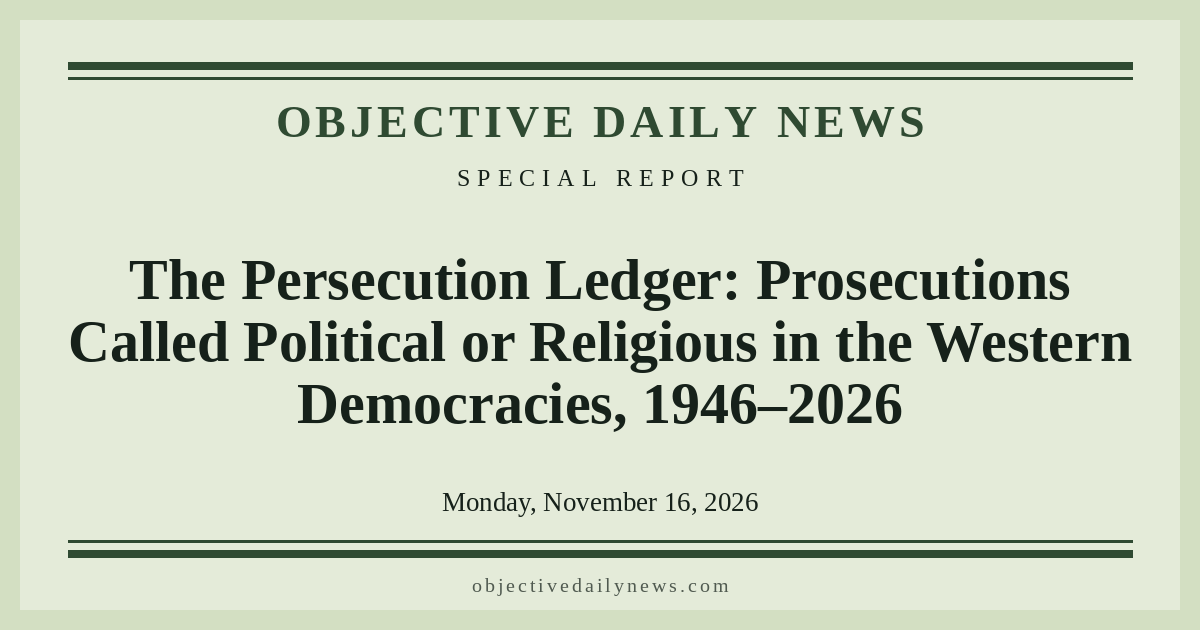 OBJECTIVE DAILY NEWS
SPECIAL REPORT
The Persecution Ledger: Prosecutions
Called Political or Religious in the Western
Democracies, 1946–2026
Monday, November 16, 2026
objectivedailynews.com